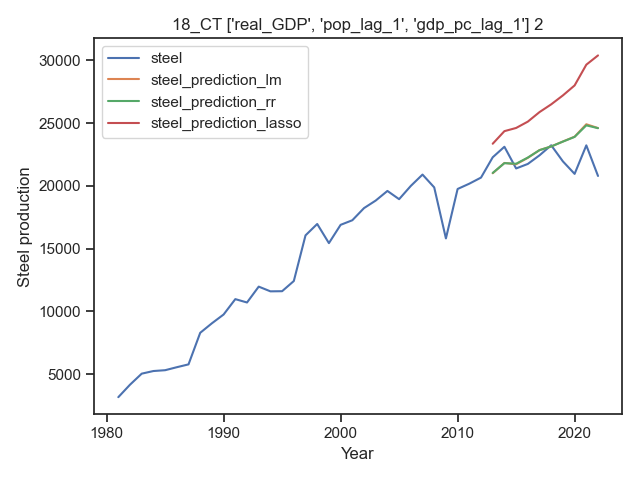 18_CT ['real_GDP', 'pop_lag_1', 'gdp_pc_lag_1'] 2
steel
steel_prediction_lm
steel_prediction_rr
steel_prediction_lasso
Steel production
30000
25000
20000
15000
10000
5000
1980
1990
2000
2010
2020
Year